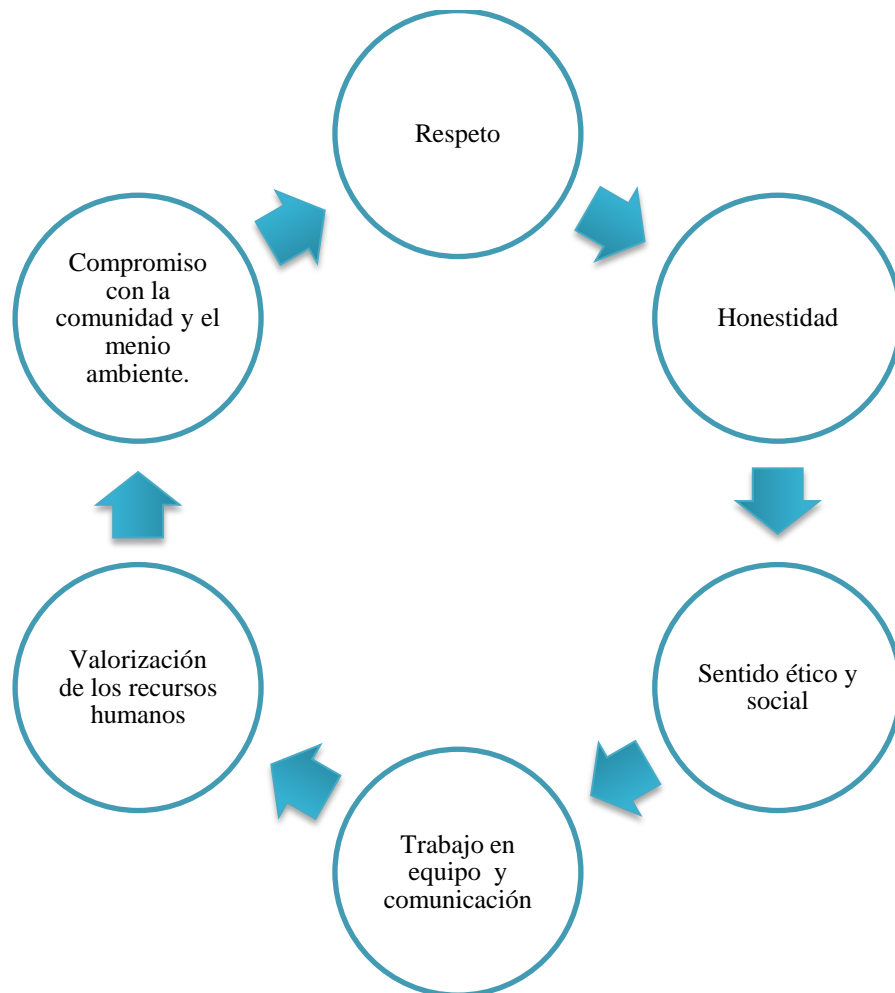 Respeto
Honestidad
Sentido ético y
social
Trabajo en
equipo y
comunicación
Valorización
de los recursos
humanos
Compromiso
con la
comunidad y el
menio
ambiente.